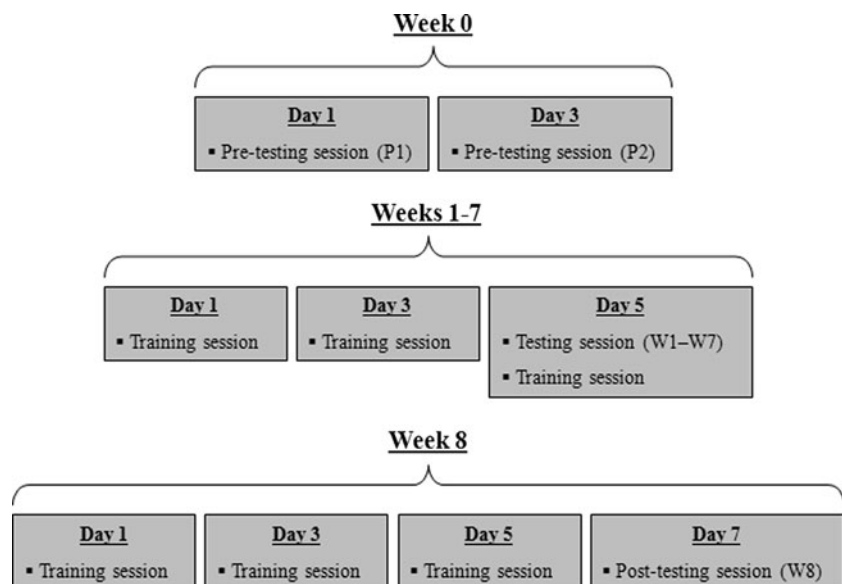 Week 0
Day 1
▪ Pre-testing session (P1)
Day 3
▪ Pre-testing session (P2)
Weeks 1-7
Day 1
▪ Training session
Day 3
▪ Training session
Day 5
▪ Testing session (W1–W7)
▪ Training session
Week 8
Day 1
▪ Training session
Day 3
▪ Training session
Day 5
▪ Training session
Day 7
▪ Post-testing session (W8)